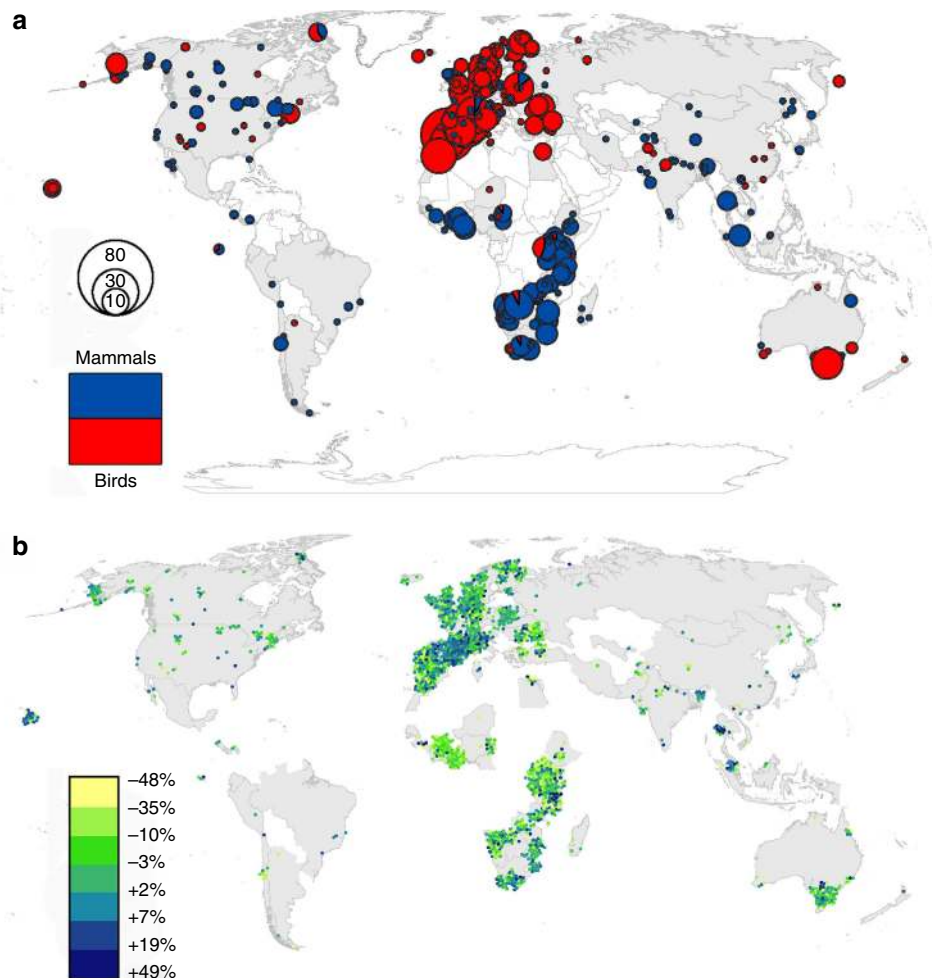 a
80
30
10
Mammals
Birds
b
–48%
–35%
–10%
–3%
+2%
+7%
+19%
+49%